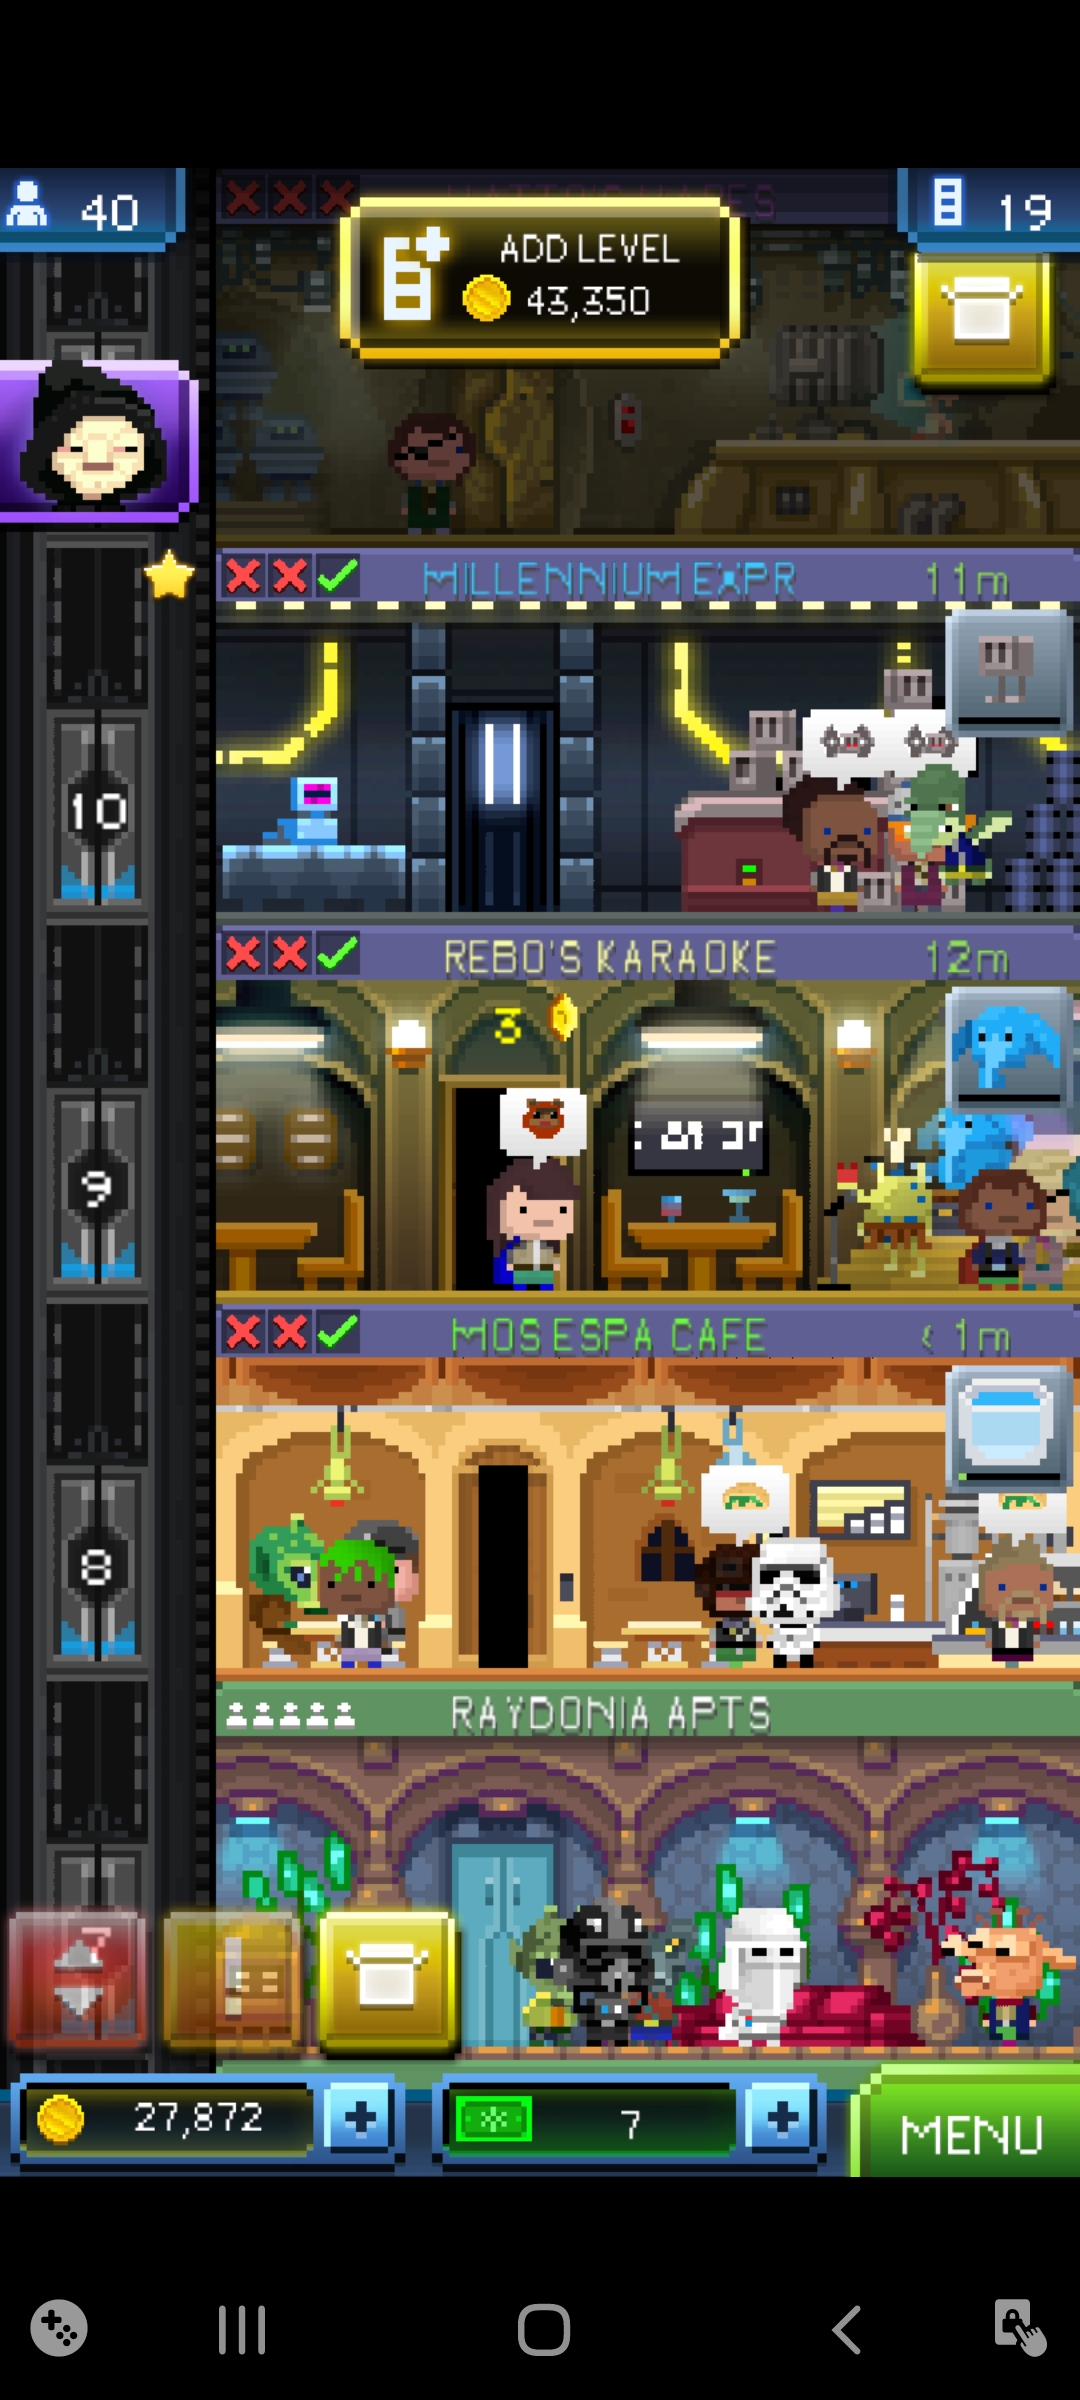 40
19
ADD LEVEL
43,350
MILLENNIUM EXPR 11m
10
REBO'S KARAOKE 12m
3
9
MOS ESPA CAFE < 1m
8
RAYDONIA APTS
7
27,872
7
MENU